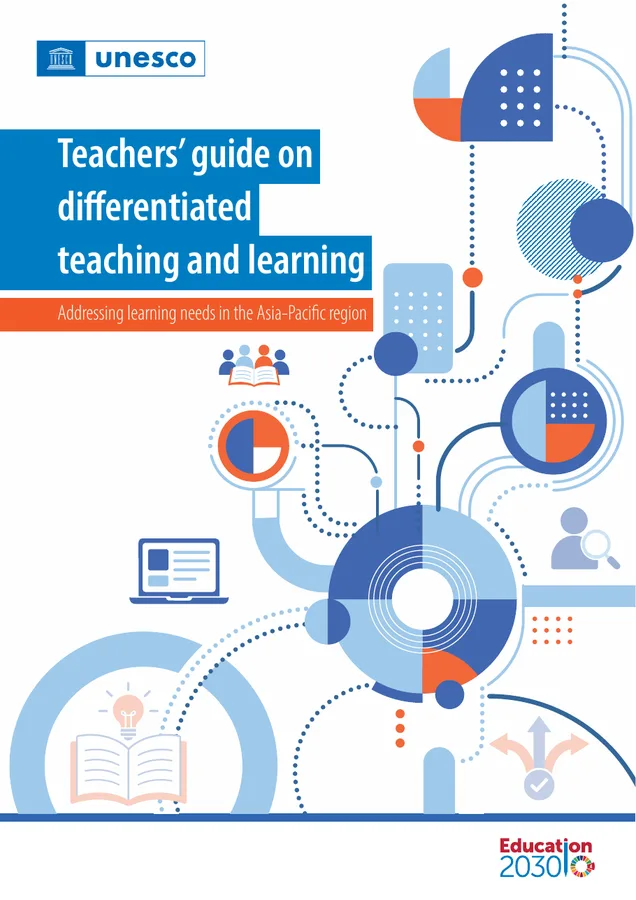 unesco
Teachers’ guide on
differentiated
teaching and learning
Addressing learning needs in the Asia-Pacific region
Education
2030